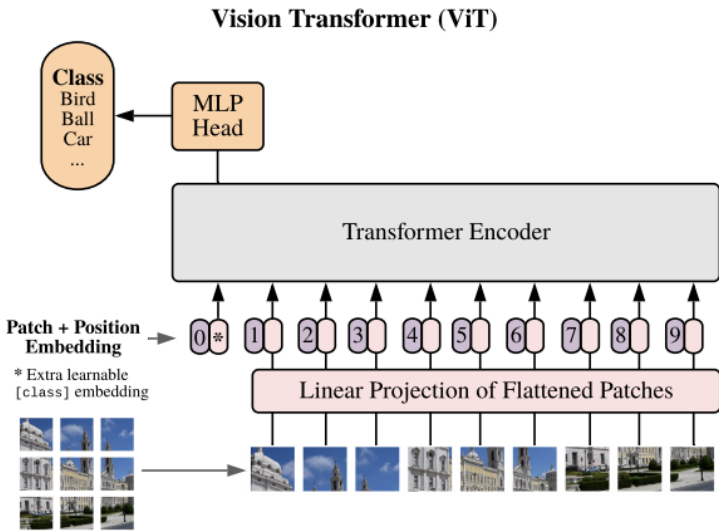 Vision Transformer (ViT)
Class
Bird
Ball
Car
...
MLP
Head
Transformer Encoder
Patch + Position
Embedding
0 * 1 2 3 4 5 6 7 8 9
* Extra learnable
[class] embedding
Linear Projection of Flattened Patches